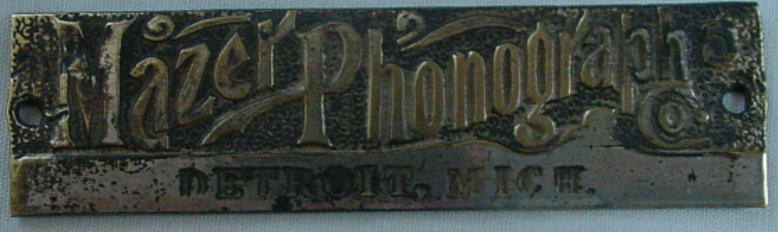 Mazer Phonograph Co.
DETROIT, MICH.